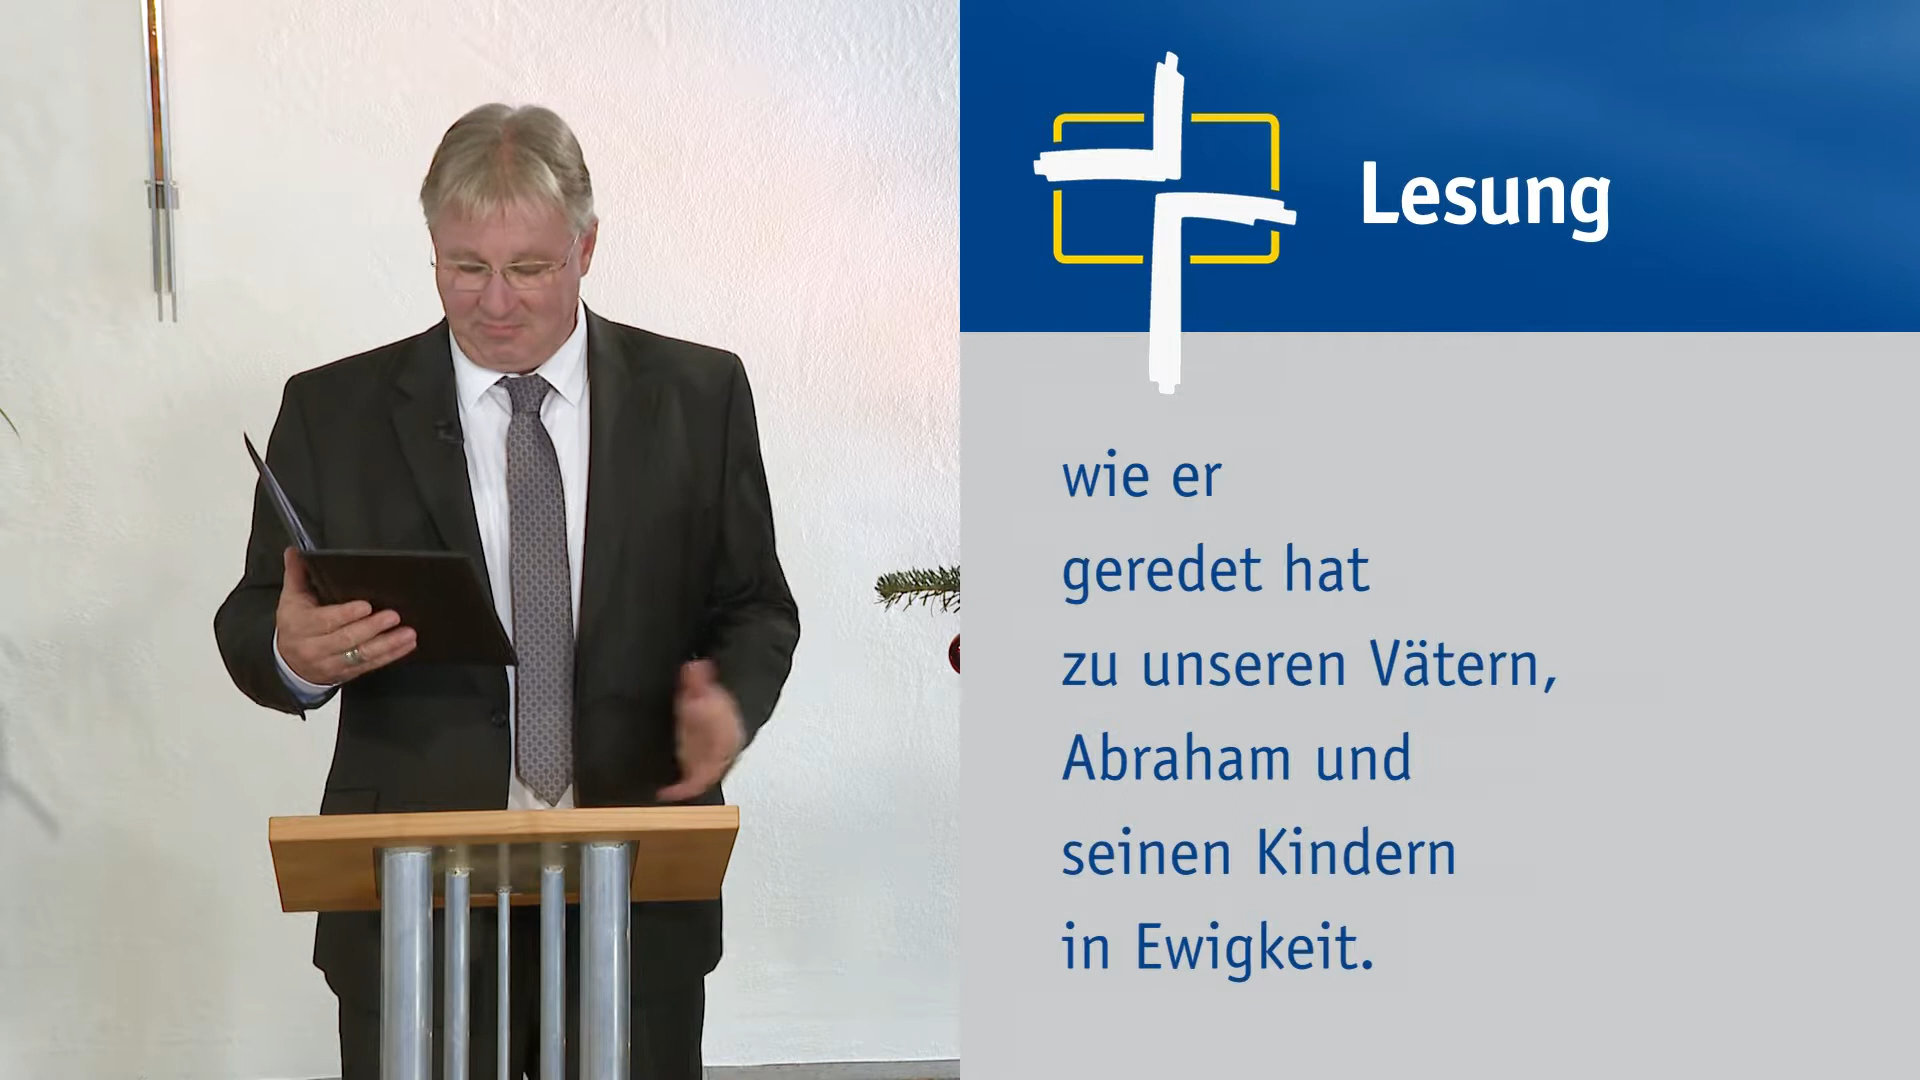 Lesung
wie er
geredet hat
zu unseren Vätern,
Abraham und
seinen Kindern
in Ewigkeit.